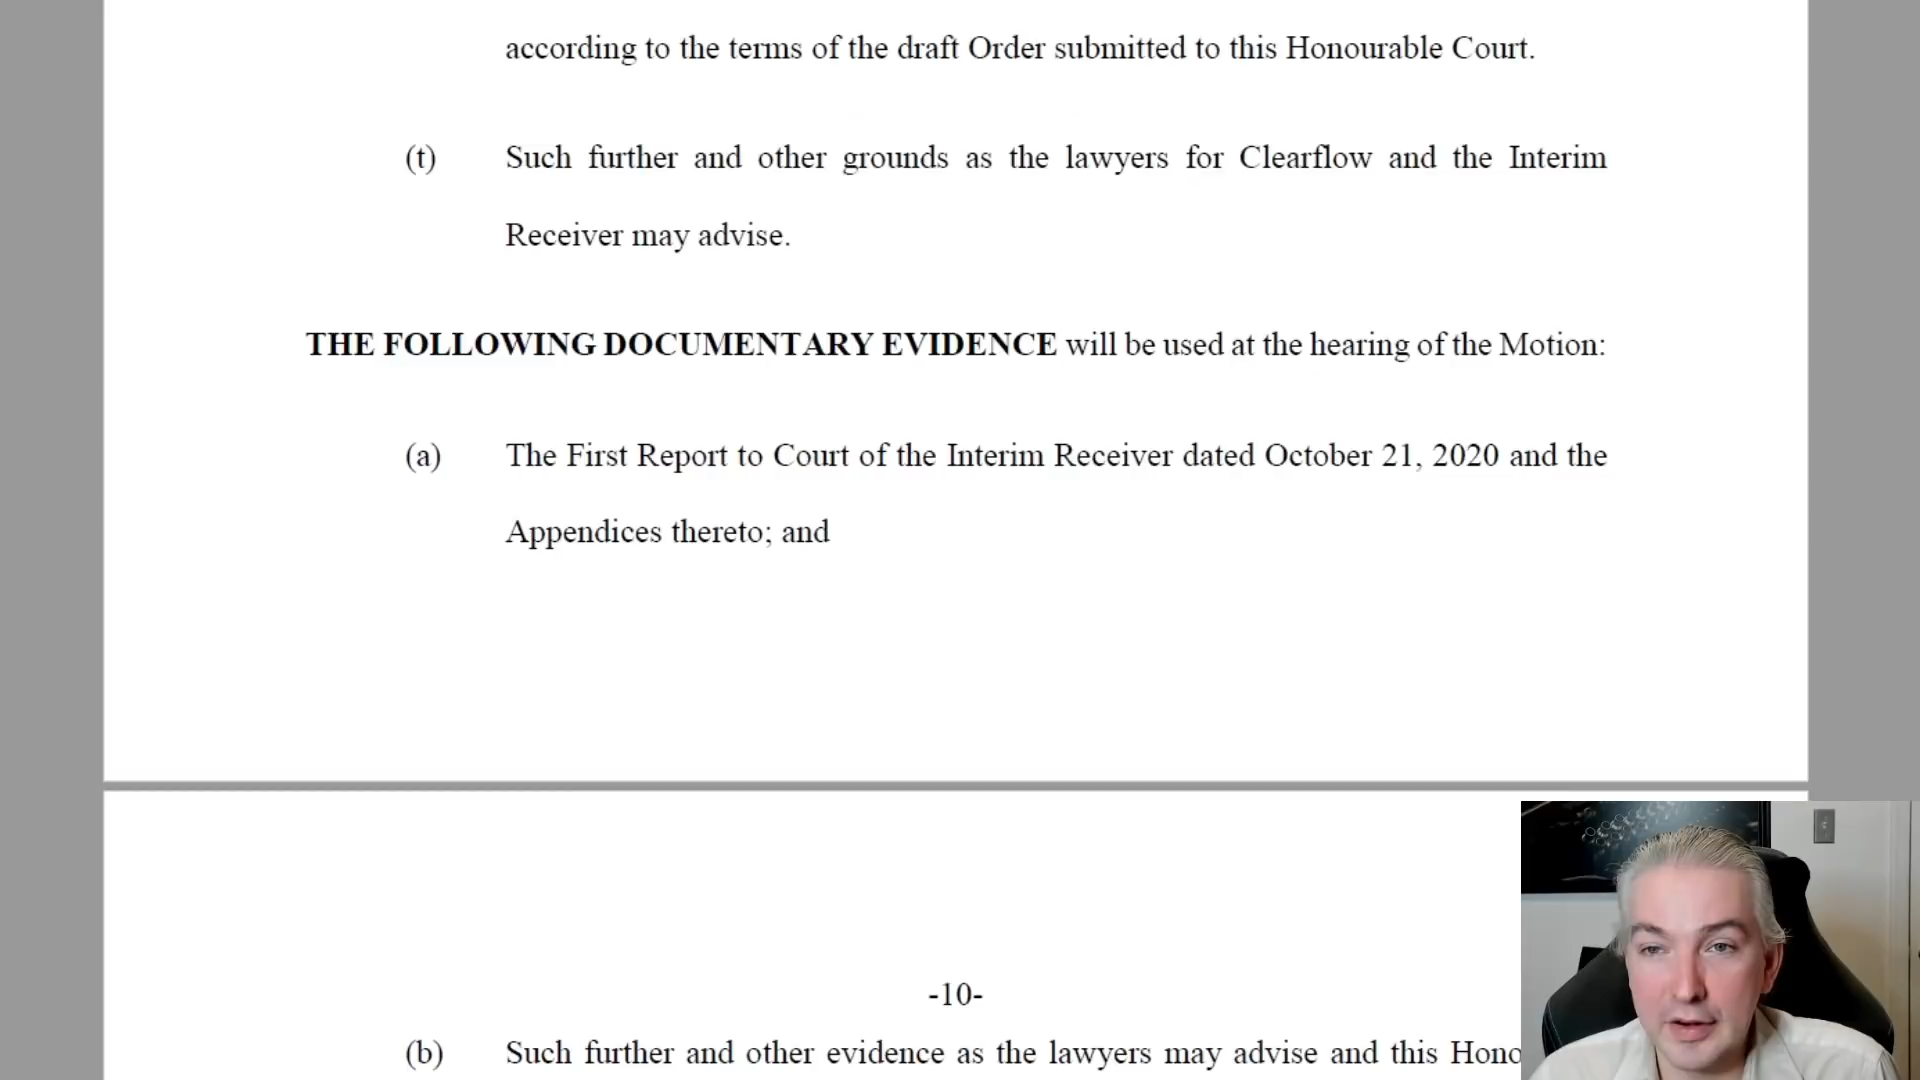 according to the terms of the draft Order submitted to this Honourable Court.
(t) Such further and other grounds as the lawyers for Clearflow and the Interim
Receiver may advise.
THE FOLLOWING DOCUMENTARY EVIDENCE will be used at the hearing of the Motion:
(a) The First Report to Court of the Interim Receiver dated October 21, 2020 and the
Appendices thereto; and
-10-
(b) Such further and other evidence as the lawyers may advise and this